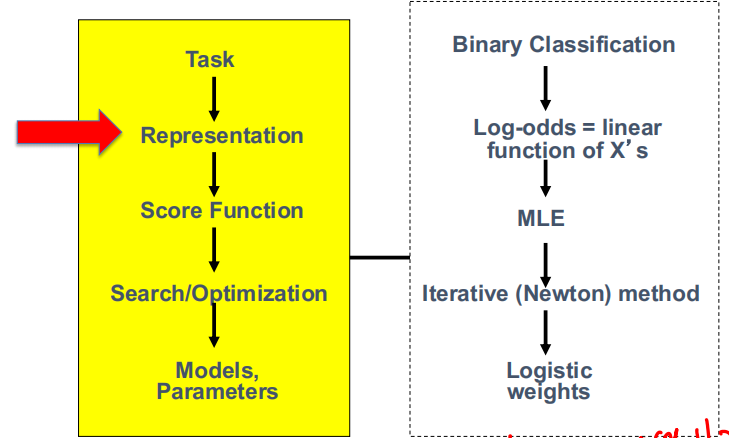 Task
Representation
Score Function
Search/Optimization
Models,
Parameters
Binary Classification
Log-odds = linear
function of X's
MLE
Iterative (Newton) method
Logistic
weights